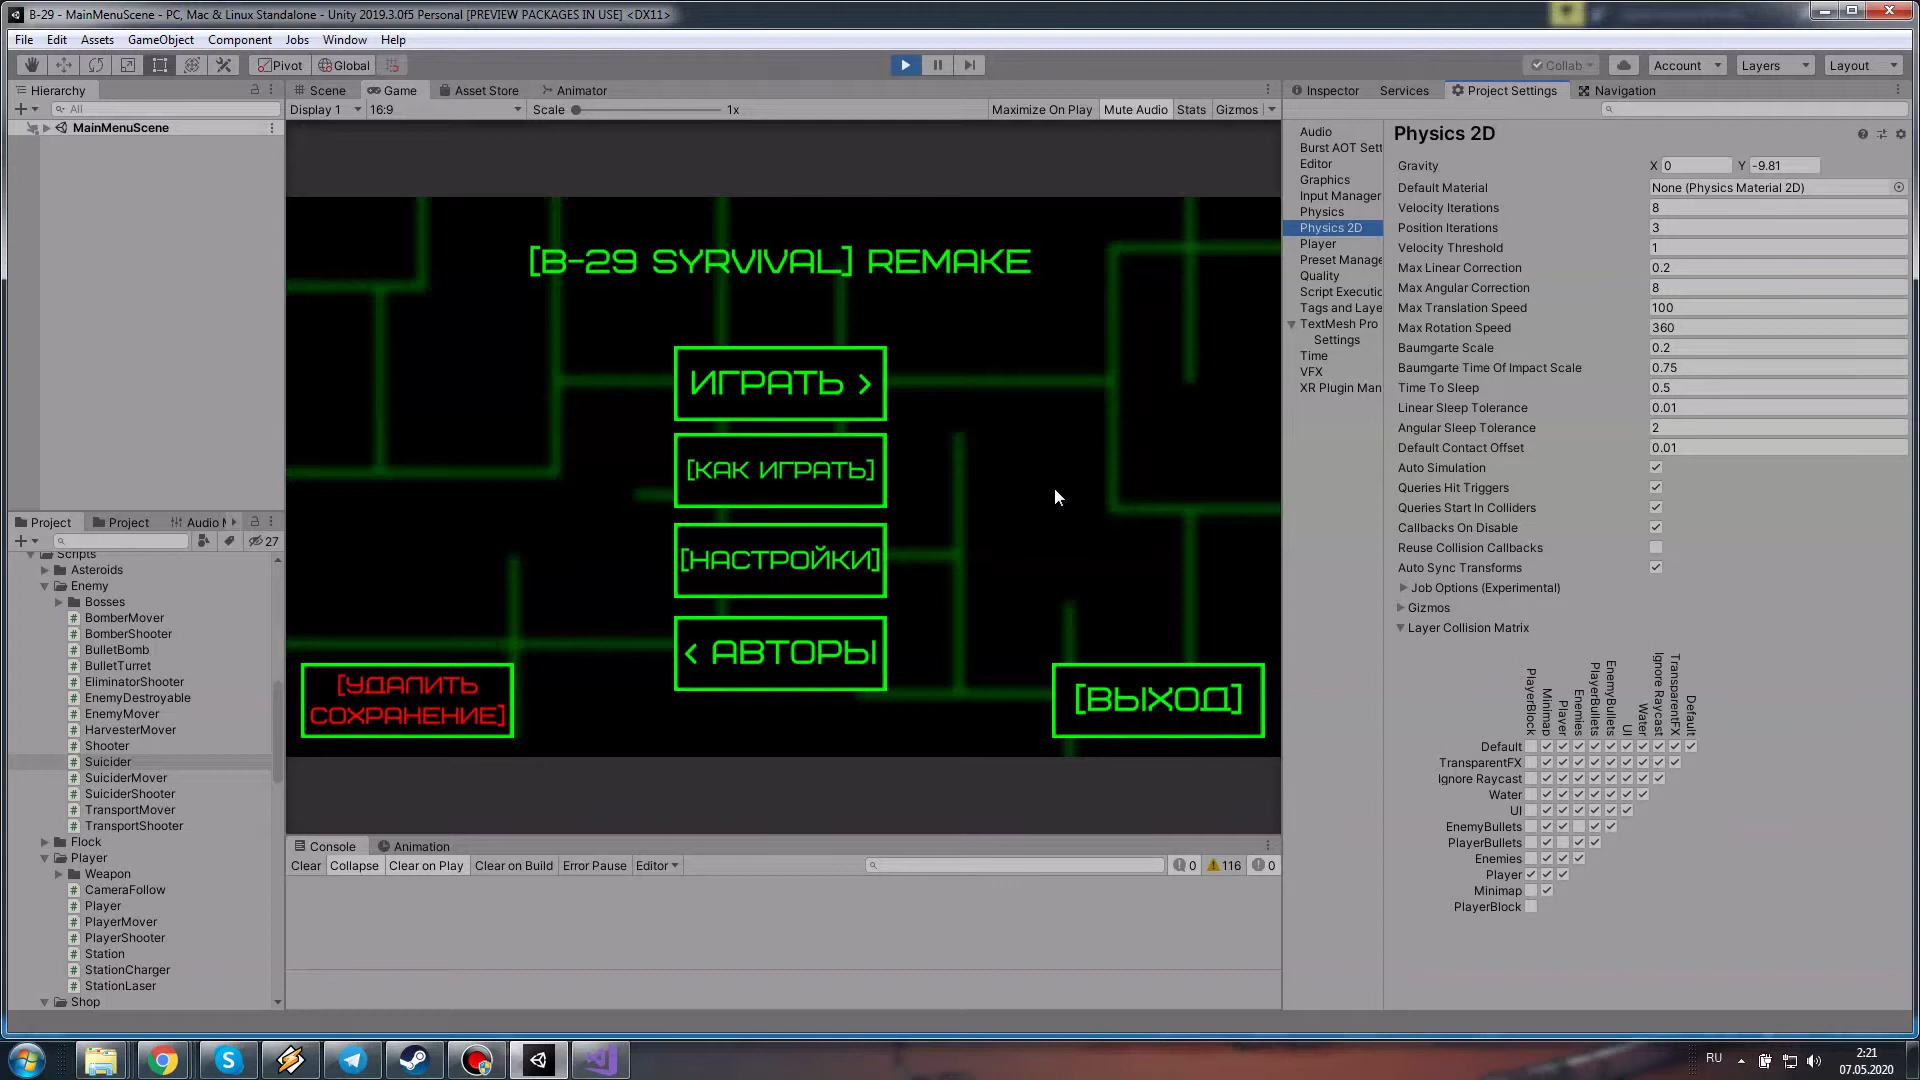 B-29 - MainMenuScene - PC, Mac & Linux Standalone - Unity 2019.3.0f5 Personal [PREVIEW PACKAGES IN USE] <DX11>
File Edit Assets GameObject Component Jobs Window Help
Pivot Global Collab Account Layers Layout
Hierarchy
All
MainMenuScene
Scene Game Asset Store Animator
Display 1 16:9 Scale 1x Maximize On Play Mute Audio Stats Gizmos
[B-29 SYRVIVAL] REMAKE
ИГРАТЬ >
[КАК ИГРАТЬ]
[НАСТРОЙКИ]
< АВТОРЫ
[УДАЛИТЬ
СОХРАНЕНИЕ]
[ВЫХОД]
Project Project Audio M
27
Scripts
Asteroids
Enemy
Bosses
BomberMover
BomberShooter
BulletBomb
BulletTurret
EliminatorShooter
EnemyDestroyable
EnemyMover
HarvesterMover
Shooter
Suicider
SuiciderMover
SuiciderShooter
TransportMover
TransportShooter
Flock
Player
Weapon
CameraFollow
Player
PlayerMover
PlayerShooter
Station
StationCharger
StationLaser
Shop
Console Animation
Clear Collapse Clear on Play Clear on Build Error Pause Editor 0 116 0
Inspector Services Project Settings Navigation
Audio
Burst AOT Sett
Editor
Graphics
Input Manager
Physics
Physics 2D
Player
Preset Manage
Quality
Script Executio
Tags and Laye
TextMesh Pro
Settings
Time
VFX
XR Plugin Man
Physics 2D
Gravity X 0 Y -9.81
Default Material None (Physics Material 2D)
Velocity Iterations 8
Position Iterations 3
Velocity Threshold 1
Max Linear Correction 0.2
Max Angular Correction 8
Max Translation Speed 100
Max Rotation Speed 360
Baumgarte Scale 0.2
Baumgarte Time Of Impact Scale 0.75
Time To Sleep 0.5
Linear Sleep Tolerance 0.01
Angular Sleep Tolerance 2
Default Contact Offset 0.01
Auto Simulation
Queries Hit Triggers
Queries Start In Colliders
Callbacks On Disable
Reuse Collision Callbacks
Auto Sync Transforms
Job Options (Experimental)
Gizmos
Layer Collision Matrix
PlayerBlock
Minimap
Player
Enemies
PlayerBullets
EnemyBullets
UI
Water
Ignore Raycast
TransparentFX
Default
Default
TransparentFX
Ignore Raycast
Water
UI
EnemyBullets
PlayerBullets
Enemies
Player
Minimap
PlayerBlock
RU
2:21
07.05.2020